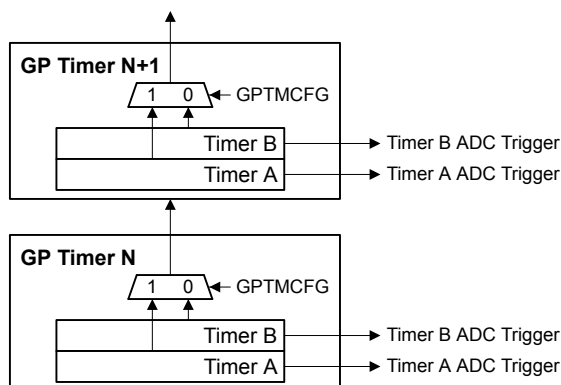 GP Timer N+1
1 0 GPTMCFG
Timer B Timer B ADC Trigger
Timer A Timer A ADC Trigger
GP Timer N
1 0 GPTMCFG
Timer B Timer B ADC Trigger
Timer A Timer A ADC Trigger